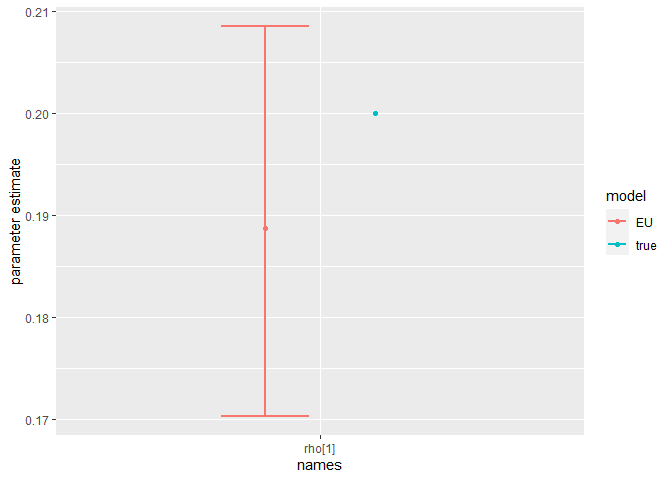 0.21
0.20
0.19
0.18
0.17
parameter estimate
rho[1]
names
model
EU
true